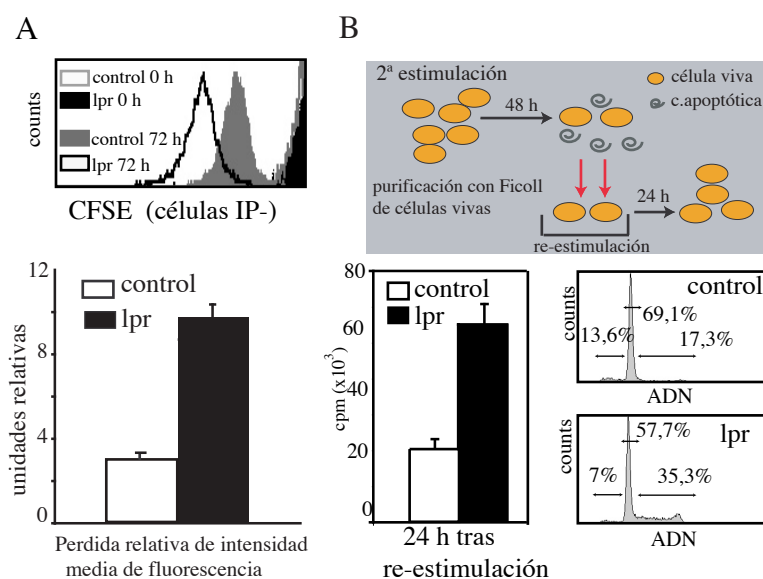 A
control 0 h
lpr 0 h
control 72 h
lpr 72 h
counts
CFSE (células IP-)
12
9
6
3
0
control
lpr
unidades relativas
Perdida relativa de intensidad
media de fluorescencia
B
2ª estimulación
48 h
célula viva
c.apoptótica
purificación con Ficoll
de células vivas
24 h
re-estimulación
80
60
40
20
0
control
lpr
cpm (x10³)
24 h tras
re-estimulación
control
counts
69,1%
13,6%
17,3%
ADN
lpr
counts
57,7%
7%
35,3%
ADN